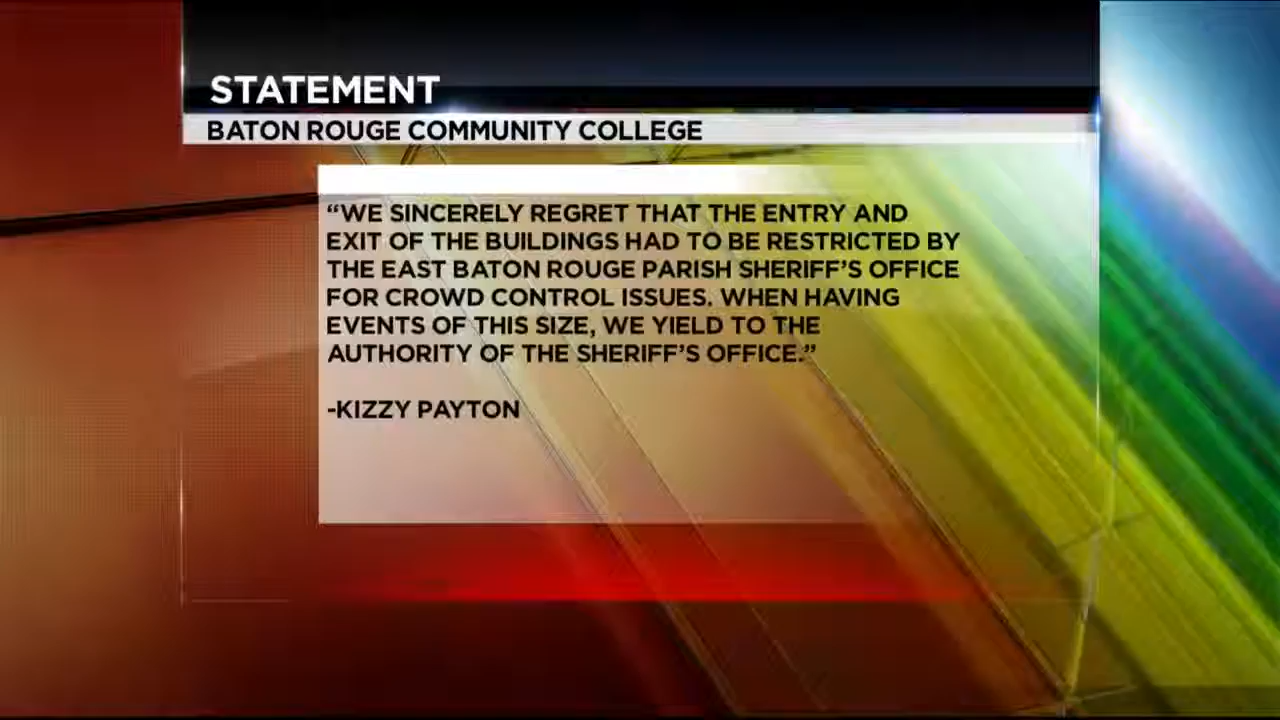 STATEMENT
BATON ROUGE COMMUNITY COLLEGE
“WE SINCERELY REGRET THAT THE ENTRY AND
EXIT OF THE BUILDINGS HAD TO BE RESTRICTED BY
THE EAST BATON ROUGE PARISH SHERIFF’S OFFICE
FOR CROWD CONTROL ISSUES. WHEN HAVING
EVENTS OF THIS SIZE, WE YIELD TO THE
AUTHORITY OF THE SHERIFF’S OFFICE.”
-KIZZY PAYTON